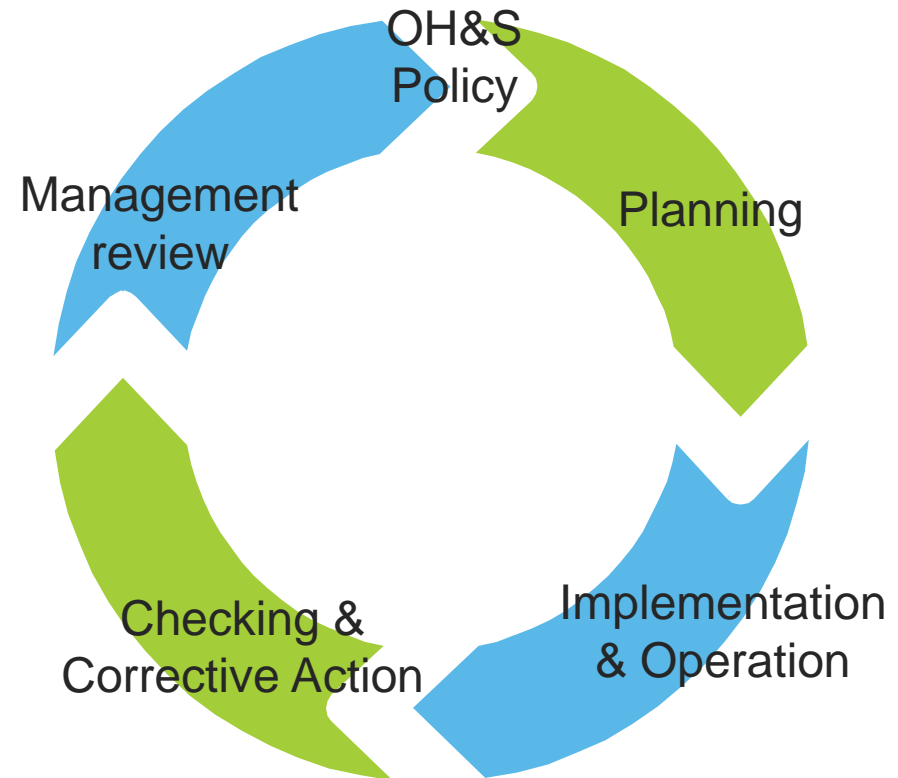 OH&S
Policy
Planning
Implementation
& Operation
Checking &
Corrective Action
Management
review